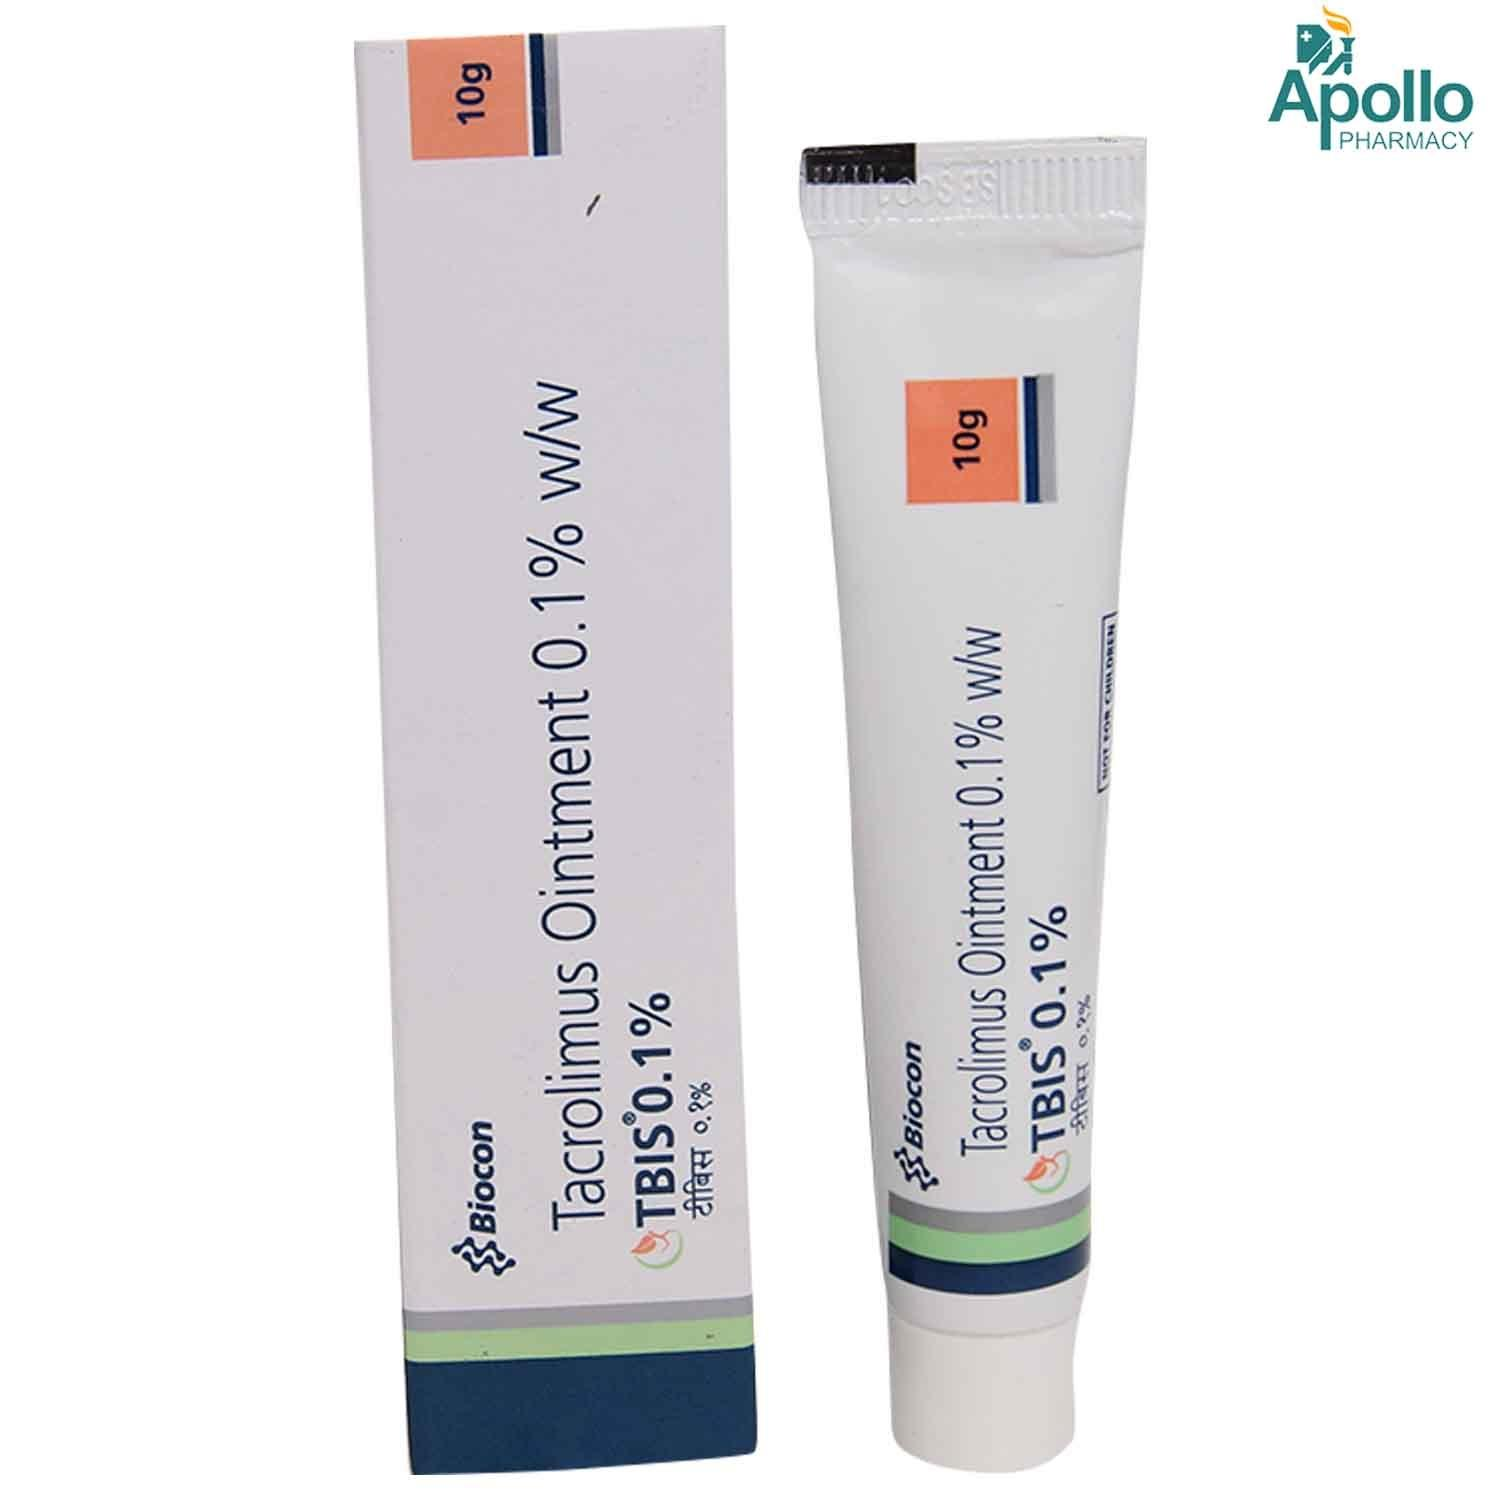 Apollo
PHARMACY
10g
Biocon
Tacrolimus Ointment 0.1% w/w
TBIS® 0.1%
टीबिस ०.१%
10g
NOT FOR CHILDREN
Biocon
Tacrolimus Ointment 0.1% w/w
TBIS® 0.1%
टीबिस ०.१%